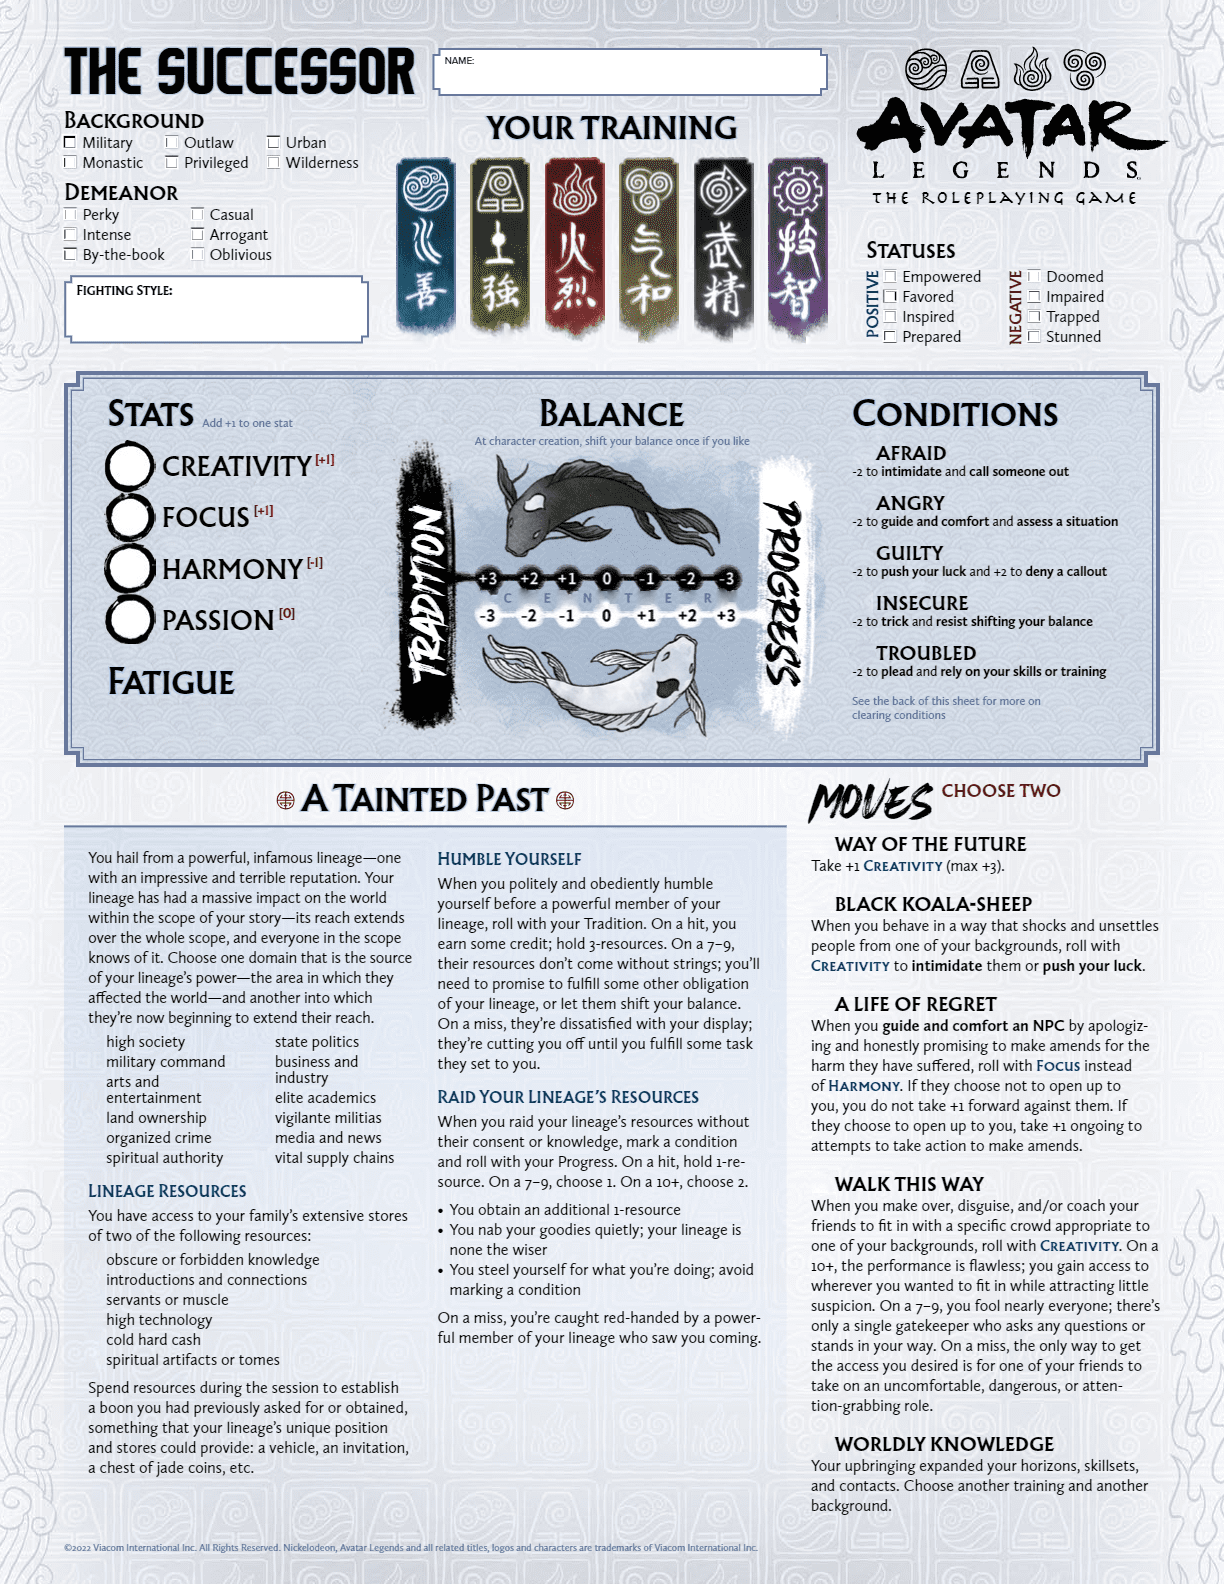 THE SUCCESSOR
NAME:
BACKGROUND
Military
Outlaw
Urban
Monastic
Privileged
Wilderness
DEMEANOR
Perky
Casual
Intense
Arrogant
By-the-book
Oblivious
FIGHTING STYLE:
YOUR TRAINING
水善
土強
火烈
气和
武精
技智
AVATAR
LEGENDS
THE ROLEPLAYING GAME
STATUSES
POSITIVE
Empowered
Favored
Inspired
Prepared
NEGATIVE
Doomed
Impaired
Trapped
Stunned
STATS Add +1 to one stat
CREATIVITY [+1]
FOCUS [+1]
HARMONY [-1]
PASSION [0]
FATIGUE
BALANCE
At character creation, shift your balance once if you like
TRADITION
+3 +2 +1 0 -1 -2 -3
CENTER
-3 -2 -1 0 +1 +2 +3
PROGRESS
CONDITIONS
AFRAID
-2 to intimidate and call someone out
ANGRY
-2 to guide and comfort and assess a situation
GUILTY
-2 to push your luck and +2 to deny a callout
INSECURE
-2 to trick and resist shifting your balance
TROUBLED
-2 to plead and rely on your skills or training
See the back of this sheet for more on
clearing conditions
A TAINTED PAST
You hail from a powerful, infamous lineage—one
with an impressive and terrible reputation. Your
lineage has had a massive impact on the world
within the scope of your story—its reach extends
over the whole scope, and everyone in the scope
knows of it. Choose one domain that is the source
of your lineage's power—the area in which they
affected the world—and another into which
they're now beginning to extend their reach.
high society
military command
arts and
entertainment
land ownership
organized crime
spiritual authority
state politics
business and
industry
elite academics
vigilante militias
media and news
vital supply chains
LINEAGE RESOURCES
You have access to your family's extensive stores
of two of the following resources:
obscure or forbidden knowledge
introductions and connections
servants or muscle
high technology
cold hard cash
spiritual artifacts or tomes
Spend resources during the session to establish
a boon you had previously asked for or obtained,
something that your lineage's unique position
and stores could provide: a vehicle, an invitation,
a chest of jade coins, etc.
HUMBLE YOURSELF
When you politely and obediently humble
yourself before a powerful member of your
lineage, roll with your Tradition. On a hit, you
earn some credit; hold 3-resources. On a 7–9,
their resources don't come without strings; you'll
need to promise to fulfill some other obligation
of your lineage, or let them shift your balance.
On a miss, they're dissatisfied with your display;
they're cutting you off until you fulfill some task
they set to you.
RAID YOUR LINEAGE'S RESOURCES
When you raid your lineage's resources without
their consent or knowledge, mark a condition
and roll with your Progress. On a hit, hold 1-re-
source. On a 7–9, choose 1. On a 10+, choose 2.
• You obtain an additional 1-resource
• You nab your goodies quietly; your lineage is
none the wiser
• You steel yourself for what you're doing; avoid
marking a condition
On a miss, you're caught red-handed by a power-
ful member of your lineage who saw you coming.
MOVES CHOOSE TWO
WAY OF THE FUTURE
Take +1 CREATIVITY (max +3).
BLACK KOALA-SHEEP
When you behave in a way that shocks and unsettles
people from one of your backgrounds, roll with
CREATIVITY to intimidate them or push your luck.
A LIFE OF REGRET
When you guide and comfort an NPC by apologiz-
ing and honestly promising to make amends for the
harm they have suffered, roll with FOCUS instead
of HARMONY. If they choose not to open up to
you, you do not take +1 forward against them. If
they choose to open up to you, take +1 ongoing to
attempts to take action to make amends.
WALK THIS WAY
When you make over, disguise, and/or coach your
friends to fit in with a specific crowd appropriate to
one of your backgrounds, roll with CREATIVITY. On a
10+, the performance is flawless; you gain access to
wherever you wanted to fit in while attracting little
suspicion. On a 7–9, you fool nearly everyone; there's
only a single gatekeeper who asks any questions or
stands in your way. On a miss, the only way to get
the access you desired is for one of your friends to
take on an uncomfortable, dangerous, or atten-
tion-grabbing role.
WORLDLY KNOWLEDGE
Your upbringing expanded your horizons, skillsets,
and contacts. Choose another training and another
background.
©2022 Viacom International Inc. All Rights Reserved. Nickelodeon, Avatar Legends and all related titles, logos and characters are trademarks of Viacom International Inc.